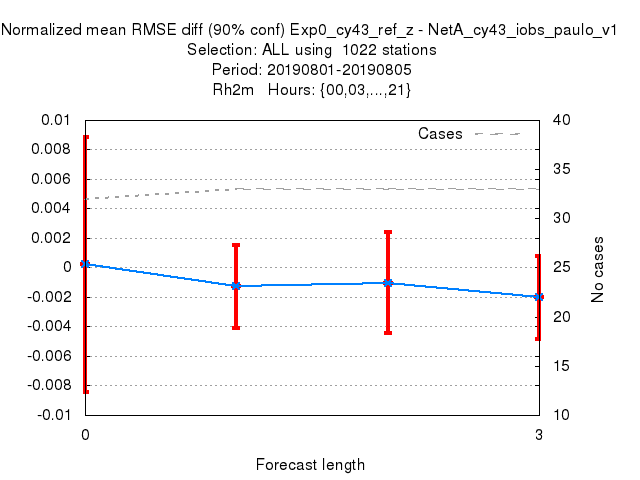 Normalized mean RMSE diff (90% conf) Exp0_cy43_ref_z - NetA_cy43_iobs_paulo_v1
Selection: ALL using  1022 stations
Period: 20190801-20190805
Rh2m   Hours: {00,03,...,21}
0.01
0.008
0.006
0.004
0.002
0
-0.002
-0.004
-0.006
-0.008
-0.01
Cases
40
35
30
25
20
15
10
No cases
0
3
Forecast length